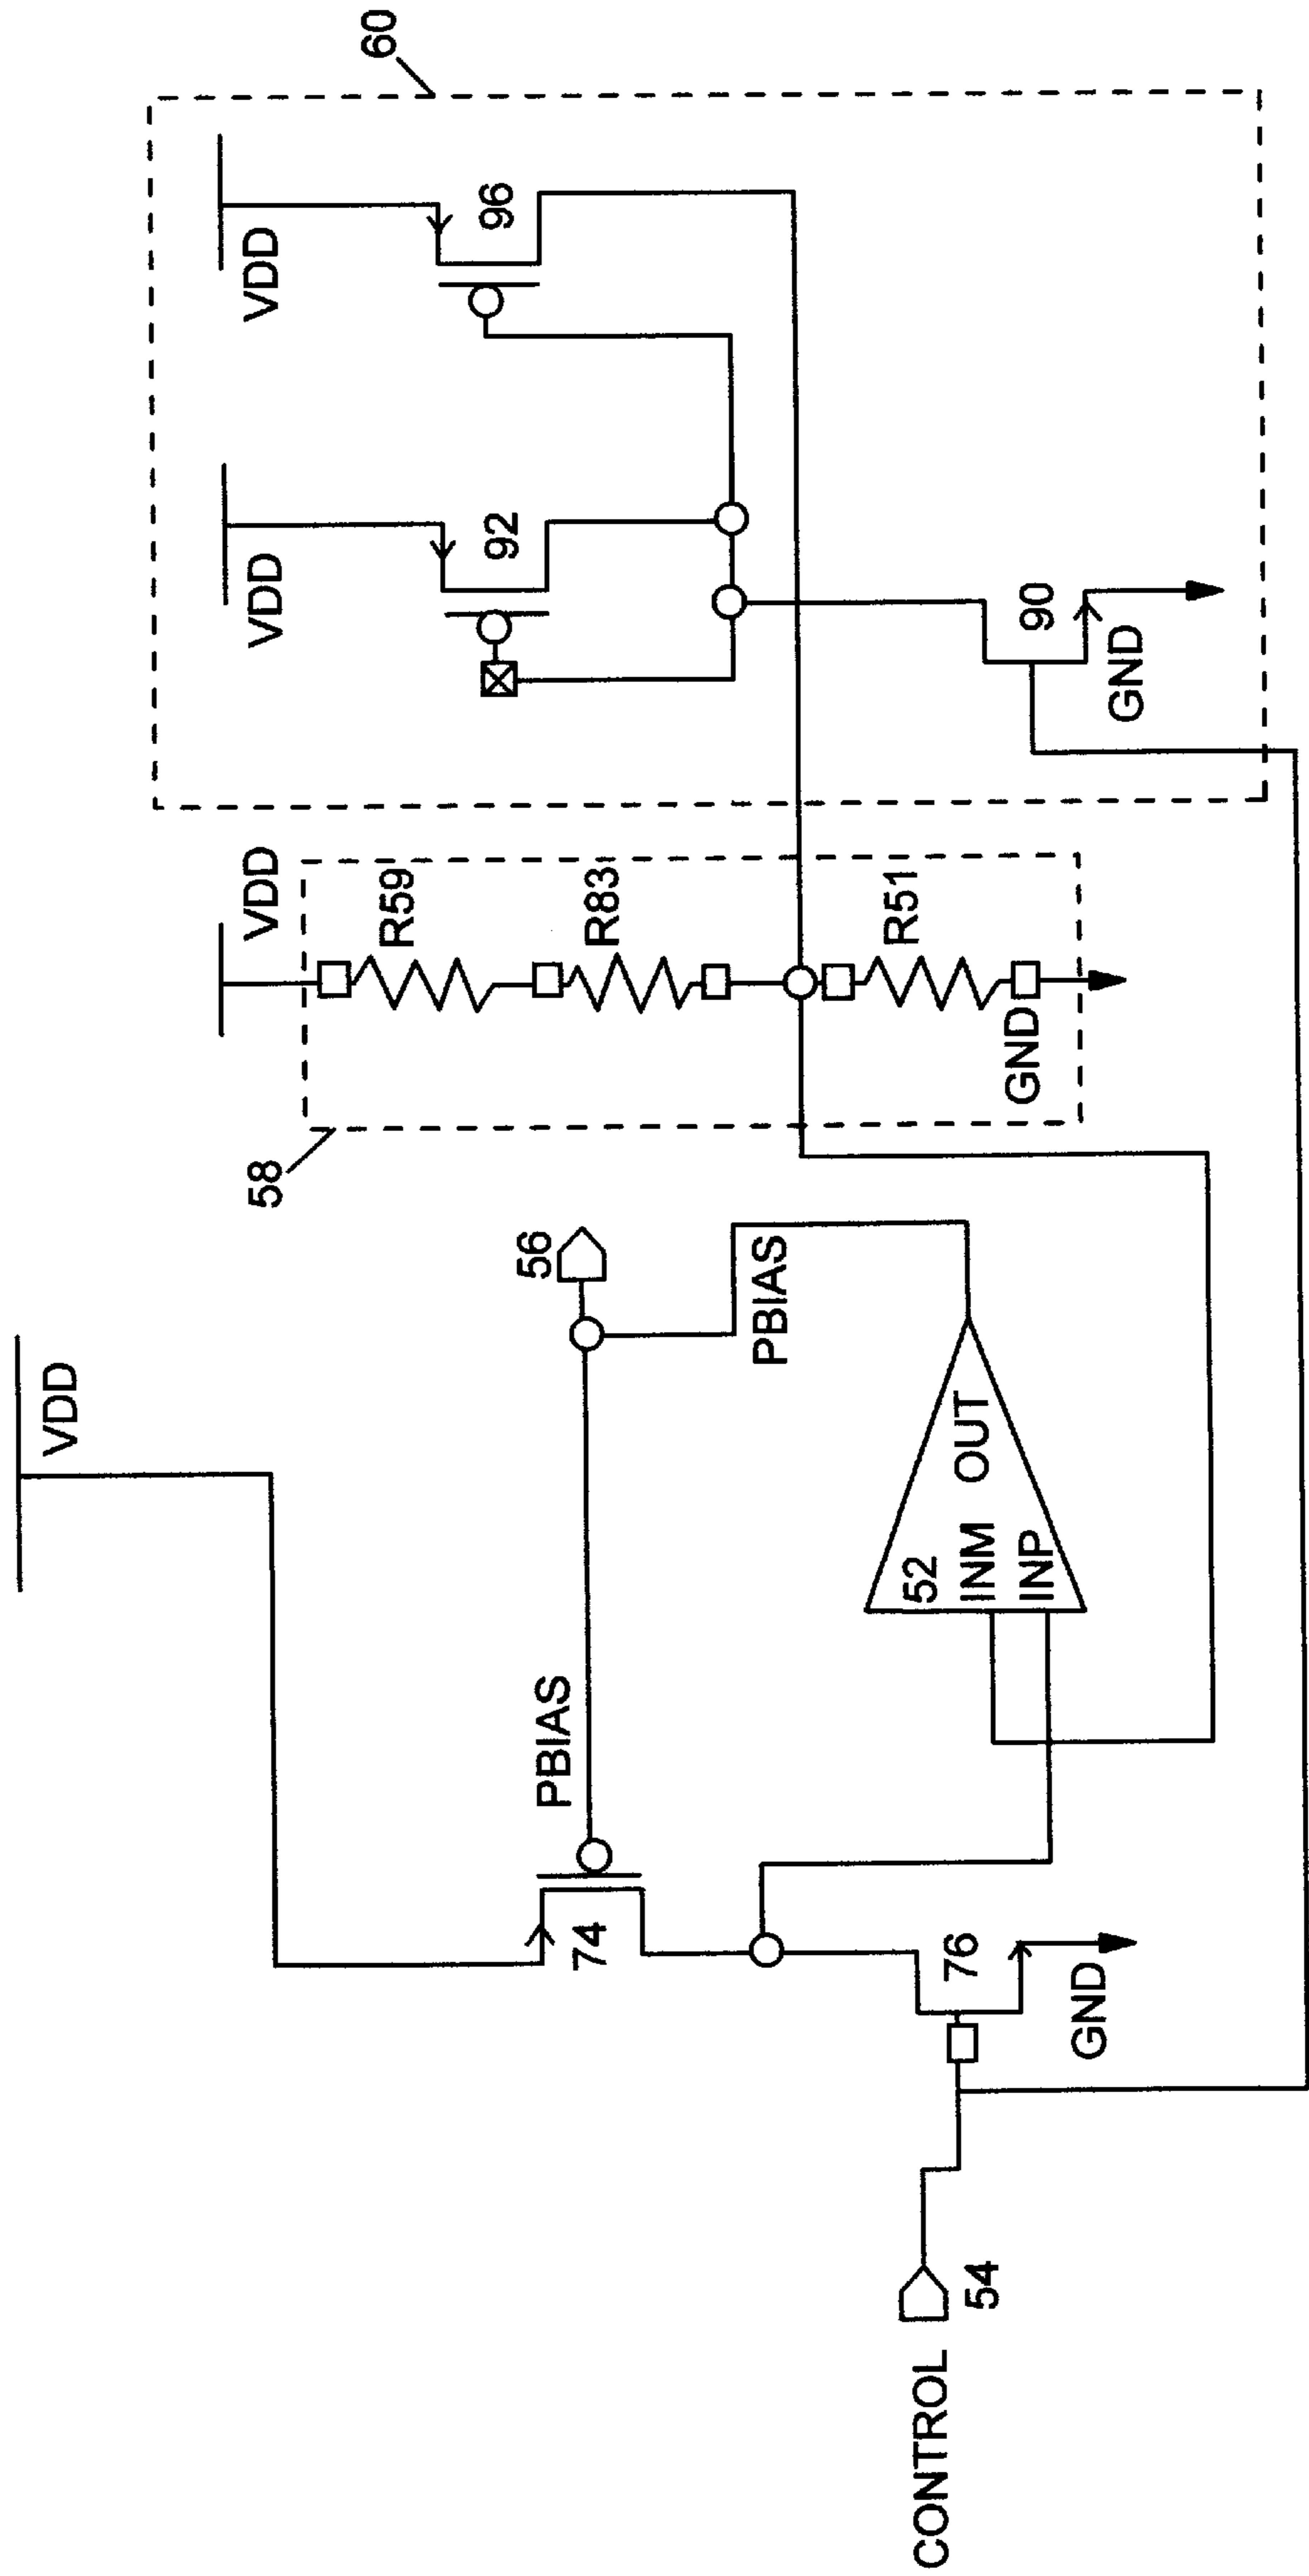 60
VDD
96
VDD
92
90
GND
58
VDD
R59
R83
R51
GND
VDD
56
PBIAS
PBIAS
52
INM
INP
OUT
74
76
GND
54
CONTROL